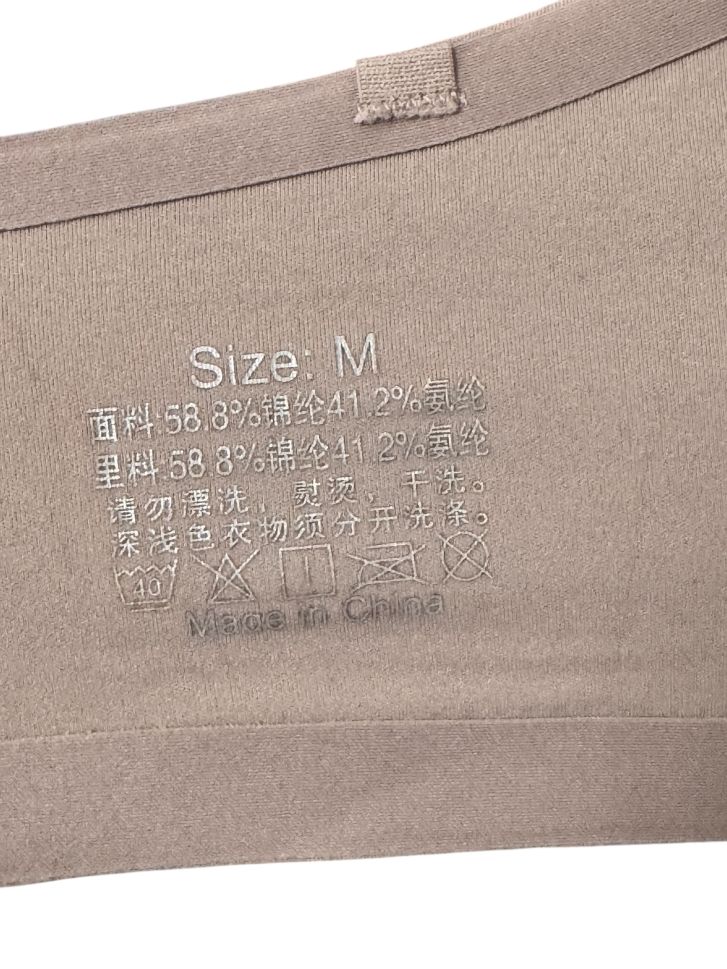 Size: M
面料:58.8%锦纶41.2%氨纶
里料:58.8%锦纶41.2%氨纶
请勿漂洗，熨烫，干洗。
深浅色衣物须分开洗涤。
40
Made in China